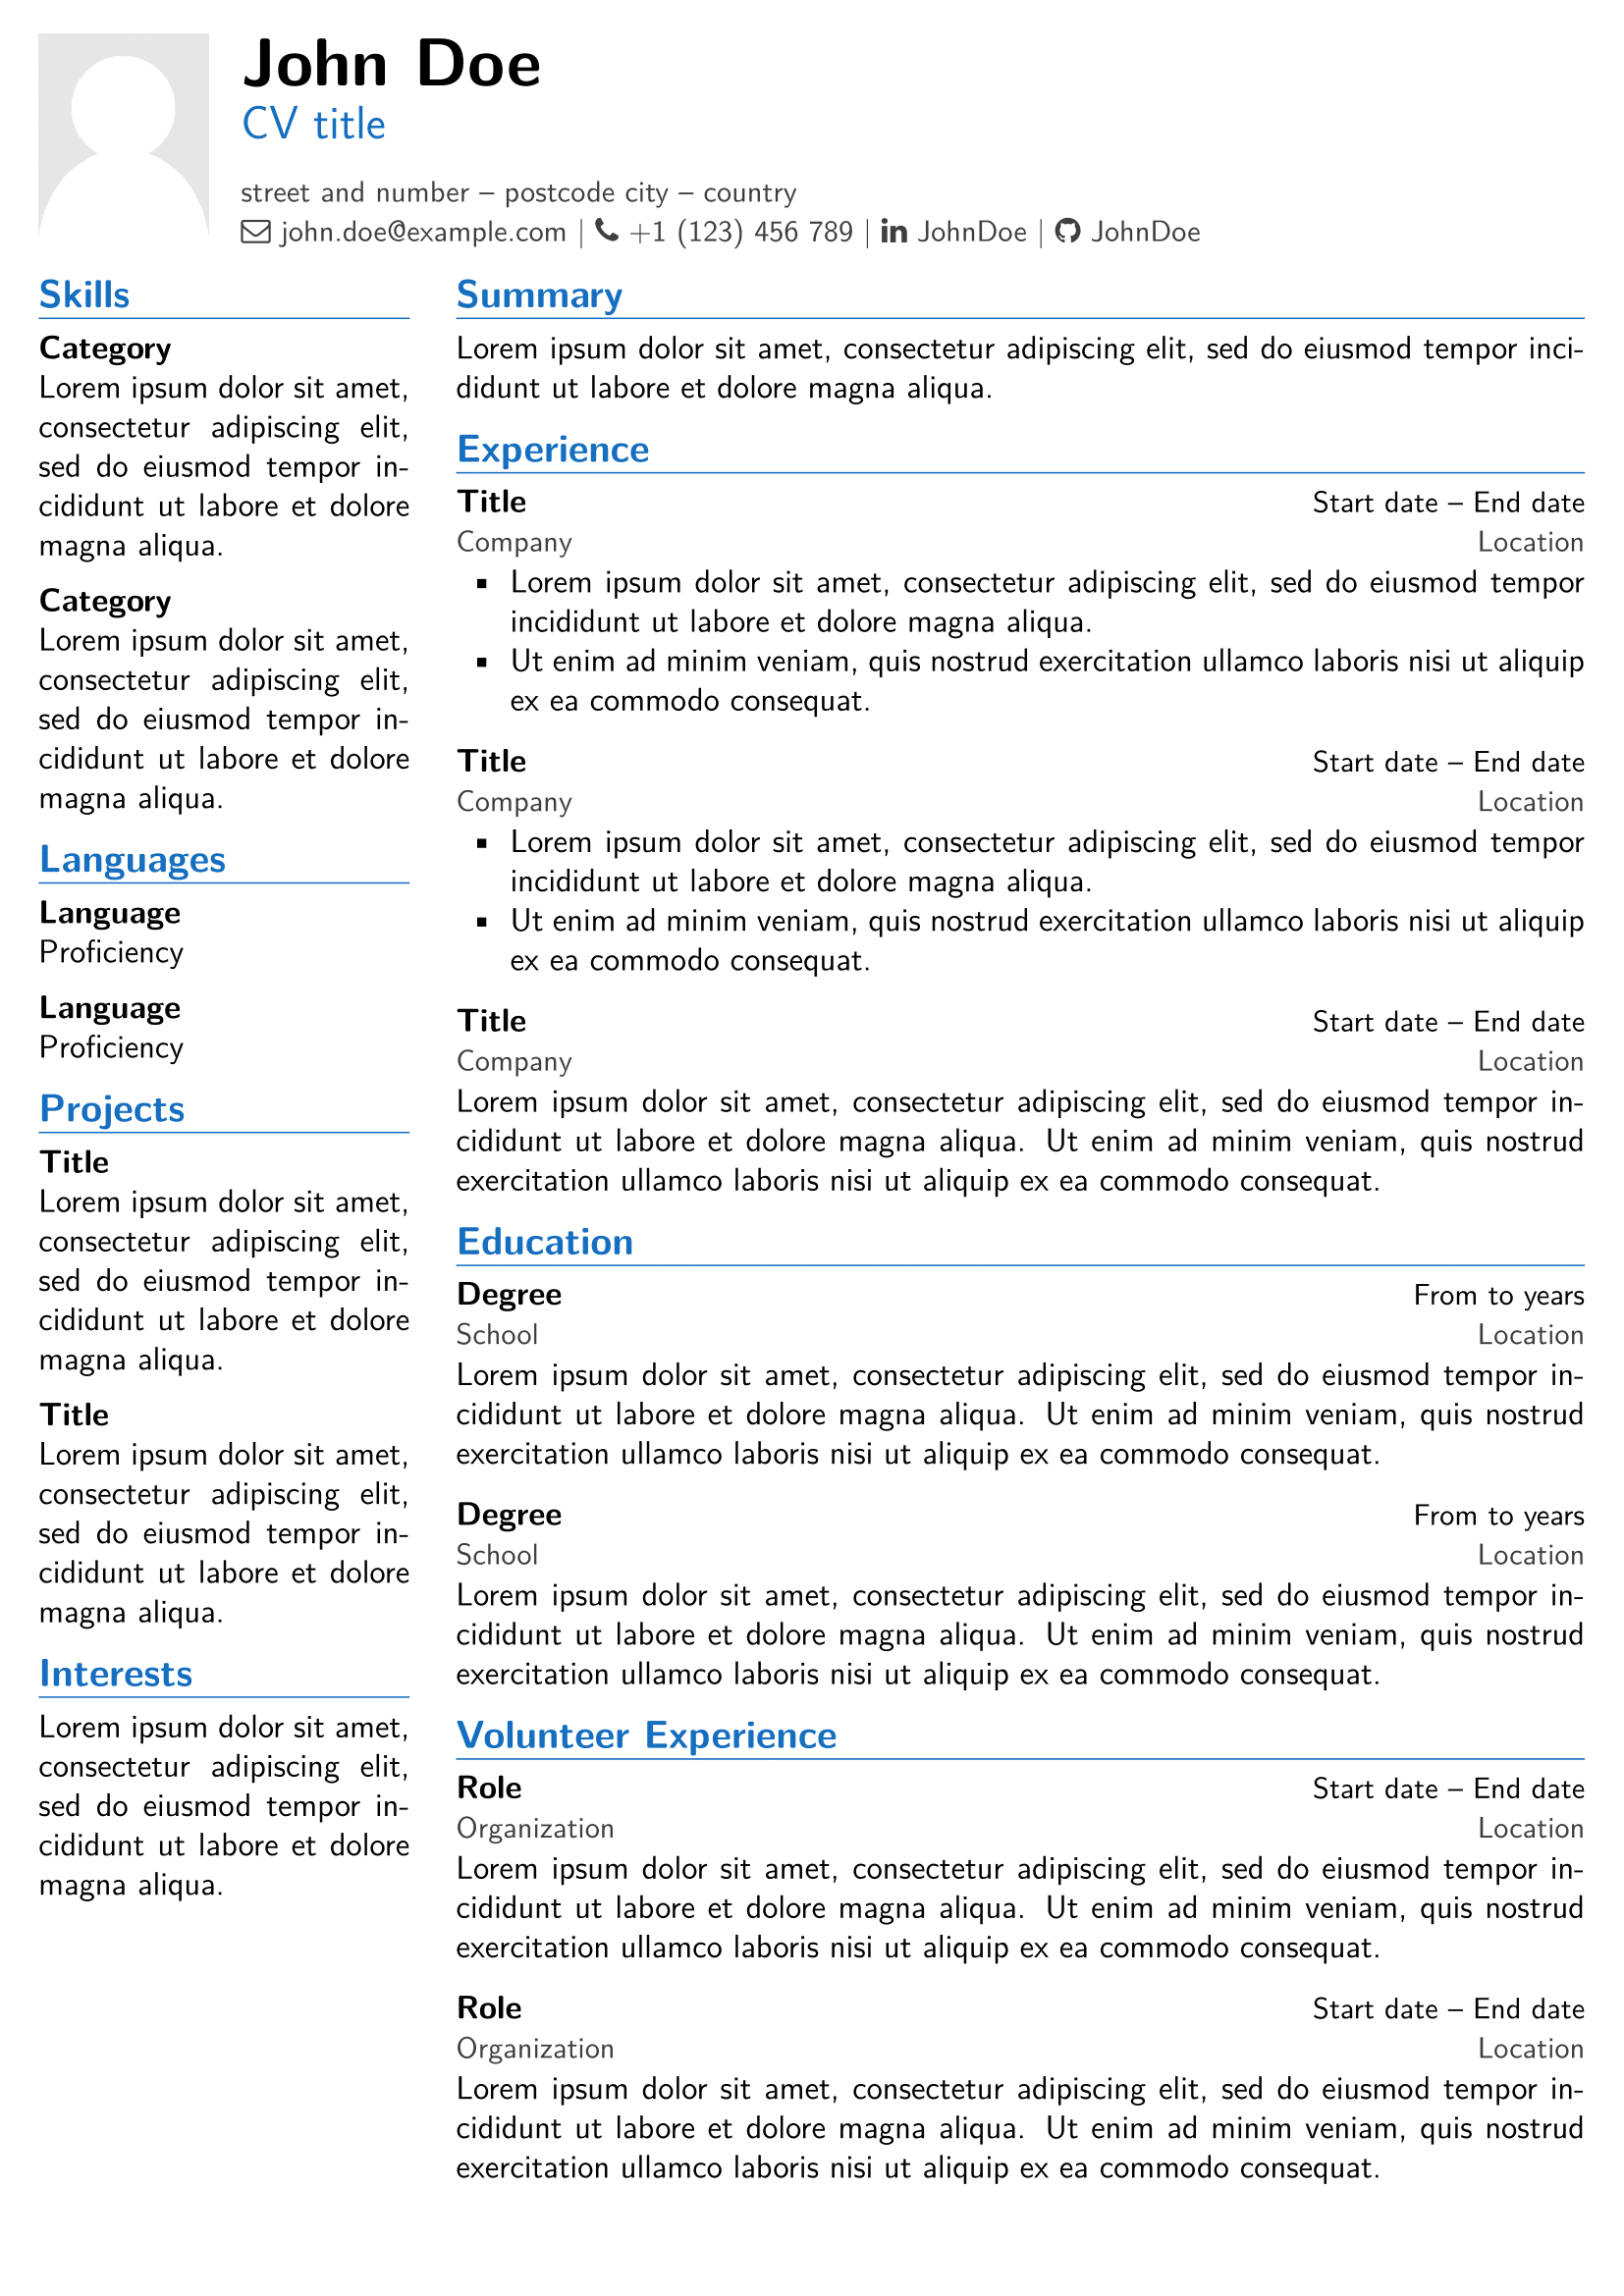 John Doe
CV title
street and number – postcode city – country
john.doe@example.com | +1 (123) 456 789 | JohnDoe | JohnDoe
Skills
Category
Lorem ipsum dolor sit amet,
consectetur adipiscing elit,
sed do eiusmod tempor in-
cididunt ut labore et dolore
magna aliqua.
Category
Lorem ipsum dolor sit amet,
consectetur adipiscing elit,
sed do eiusmod tempor in-
cididunt ut labore et dolore
magna aliqua.
Languages
Language
Proficiency
Language
Proficiency
Projects
Title
Lorem ipsum dolor sit amet,
consectetur adipiscing elit,
sed do eiusmod tempor in-
cididunt ut labore et dolore
magna aliqua.
Title
Lorem ipsum dolor sit amet,
consectetur adipiscing elit,
sed do eiusmod tempor in-
cididunt ut labore et dolore
magna aliqua.
Interests
Lorem ipsum dolor sit amet,
consectetur adipiscing elit,
sed do eiusmod tempor in-
cididunt ut labore et dolore
magna aliqua.
Summary
Lorem ipsum dolor sit amet, consectetur adipiscing elit, sed do eiusmod tempor inci-
didunt ut labore et dolore magna aliqua.
Experience
Title Start date – End date
Company Location
▪ Lorem ipsum dolor sit amet, consectetur adipiscing elit, sed do eiusmod tempor
incididunt ut labore et dolore magna aliqua.
▪ Ut enim ad minim veniam, quis nostrud exercitation ullamco laboris nisi ut aliquip
ex ea commodo consequat.
Title Start date – End date
Company Location
▪ Lorem ipsum dolor sit amet, consectetur adipiscing elit, sed do eiusmod tempor
incididunt ut labore et dolore magna aliqua.
▪ Ut enim ad minim veniam, quis nostrud exercitation ullamco laboris nisi ut aliquip
ex ea commodo consequat.
Title Start date – End date
Company Location
Lorem ipsum dolor sit amet, consectetur adipiscing elit, sed do eiusmod tempor in-
cididunt ut labore et dolore magna aliqua. Ut enim ad minim veniam, quis nostrud
exercitation ullamco laboris nisi ut aliquip ex ea commodo consequat.
Education
Degree From to years
School Location
Lorem ipsum dolor sit amet, consectetur adipiscing elit, sed do eiusmod tempor in-
cididunt ut labore et dolore magna aliqua. Ut enim ad minim veniam, quis nostrud
exercitation ullamco laboris nisi ut aliquip ex ea commodo consequat.
Degree From to years
School Location
Lorem ipsum dolor sit amet, consectetur adipiscing elit, sed do eiusmod tempor in-
cididunt ut labore et dolore magna aliqua. Ut enim ad minim veniam, quis nostrud
exercitation ullamco laboris nisi ut aliquip ex ea commodo consequat.
Volunteer Experience
Role Start date – End date
Organization Location
Lorem ipsum dolor sit amet, consectetur adipiscing elit, sed do eiusmod tempor in-
cididunt ut labore et dolore magna aliqua. Ut enim ad minim veniam, quis nostrud
exercitation ullamco laboris nisi ut aliquip ex ea commodo consequat.
Role Start date – End date
Organization Location
Lorem ipsum dolor sit amet, consectetur adipiscing elit, sed do eiusmod tempor in-
cididunt ut labore et dolore magna aliqua. Ut enim ad minim veniam, quis nostrud
exercitation ullamco laboris nisi ut aliquip ex ea commodo consequat.